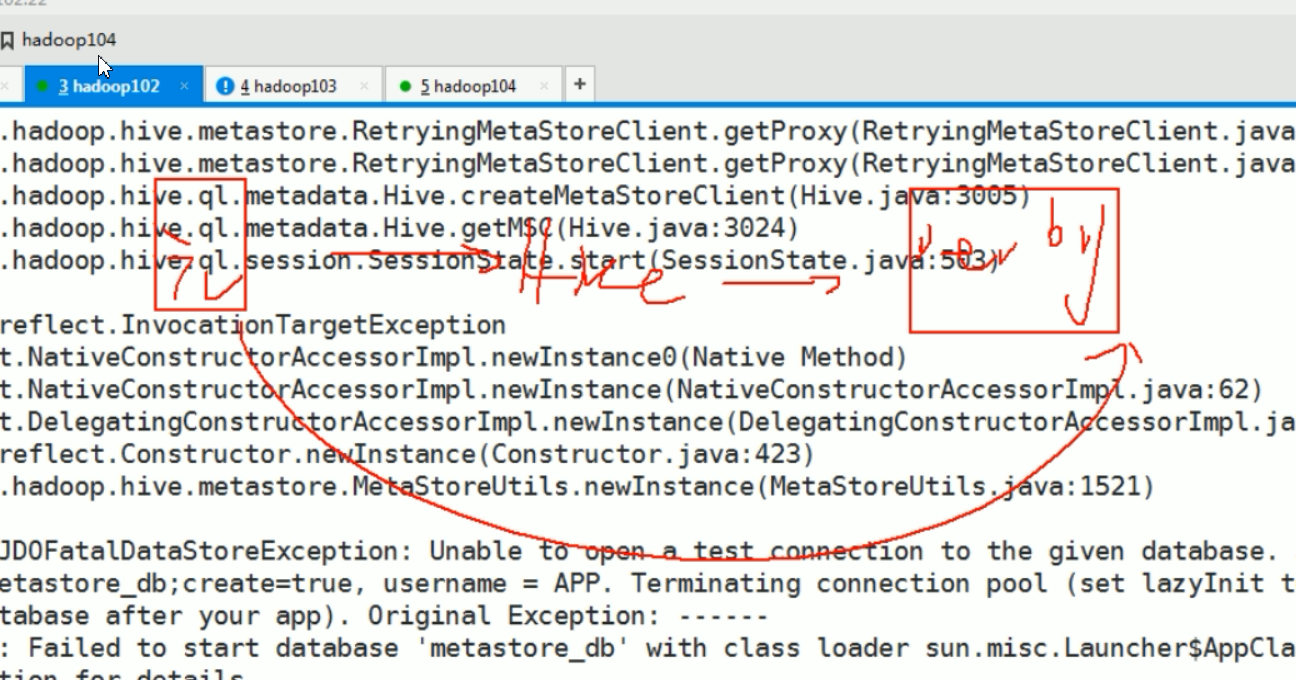 hadoop104
3 hadoop102 × 4 hadoop103 × 5 hadoop104 × +
.hadoop.hive.metastore.RetryingMetaStoreClient.getProxy(RetryingMetaStoreClient.java
.hadoop.hive.metastore.RetryingMetaStoreClient.getProxy(RetryingMetaStoreClient.java
.hadoop.hive.ql.metadata.Hive.createMetaStoreClient(Hive.java:3005)
.hadoop.hive.ql.metadata.Hive.getMSC(Hive.java:3024)
.hadoop.hive.ql.session.SessionState.start(SessionState.java:503)
Hive
by
reflect.InvocationTargetException
t.NativeConstructorAccessorImpl.newInstance0(Native Method)
t.NativeConstructorAccessorImpl.newInstance(NativeConstructorAccessorImpl.java:62)
t.DelegatingConstructorAccessorImpl.newInstance(DelegatingConstructorAccessorImpl.ja
reflect.Constructor.newInstance(Constructor.java:423)
.hadoop.hive.metastore.MetaStoreUtils.newInstance(MetaStoreUtils.java:1521)
JDOFatalDataStoreException: Unable to open a test connection to the given database.
etastore_db;create=true, username = APP. Terminating connection pool (set lazyInit t
tabase after your app). Original Exception: ------
: Failed to start database 'metastore_db' with class loader sun.misc.Launcher$AppCla
tion for details